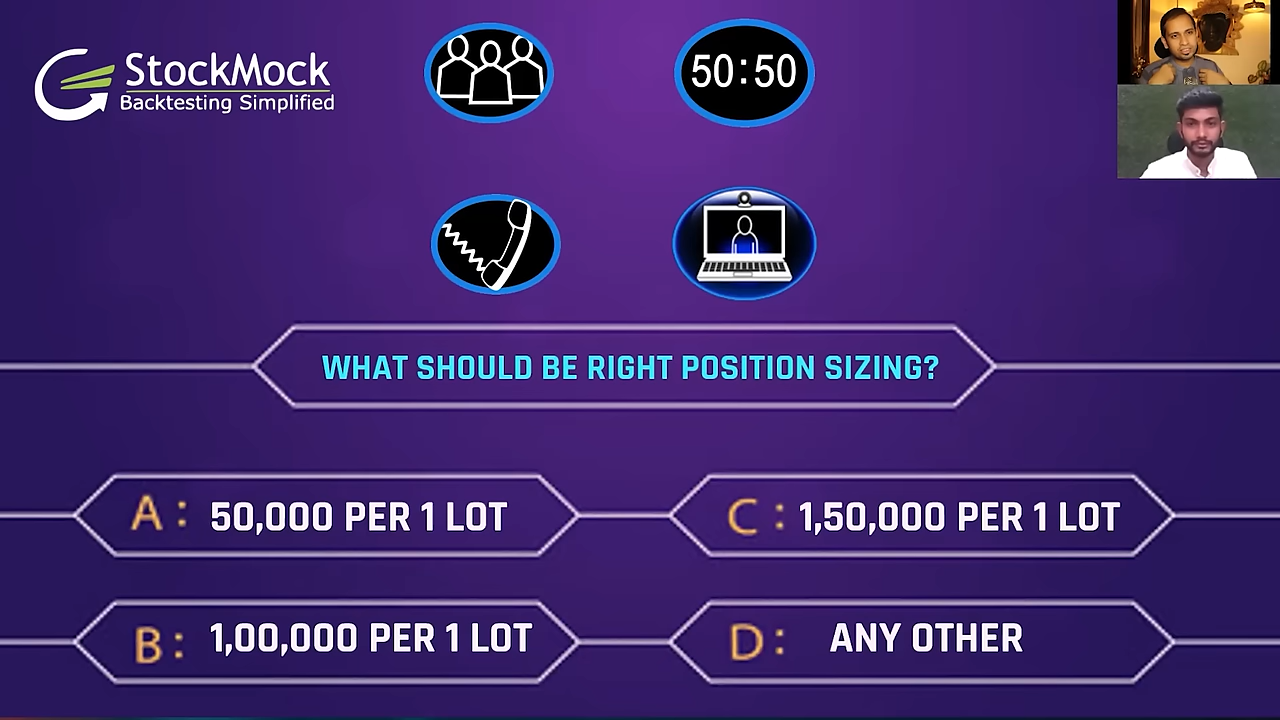 StockMock
Backtesting Simplified
50:50
WHAT SHOULD BE RIGHT POSITION SIZING?
A: 50,000 PER 1 LOT
C: 1,50,000 PER 1 LOT
B: 1,00,000 PER 1 LOT
D: ANY OTHER